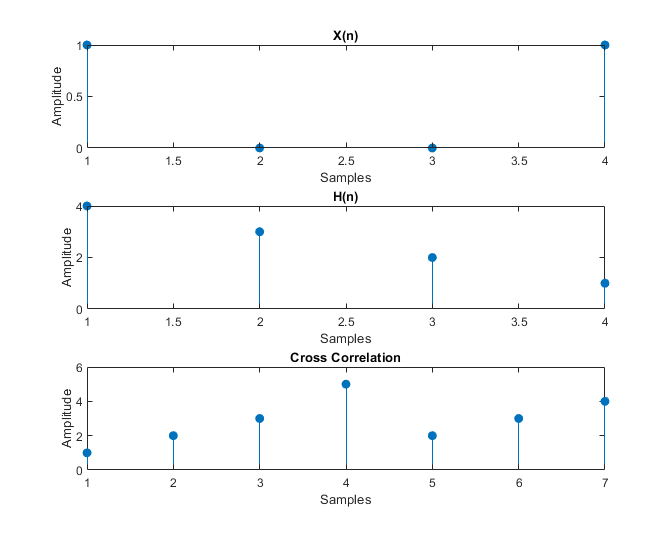 X(n)
1
0.5
0
Amplitude
1 1.5 2 2.5 3 3.5 4
Samples
H(n)
4
2
0
Amplitude
1 1.5 2 2.5 3 3.5 4
Samples
Cross Correlation
6
4
2
0
Amplitude
1 2 3 4 5 6 7
Samples